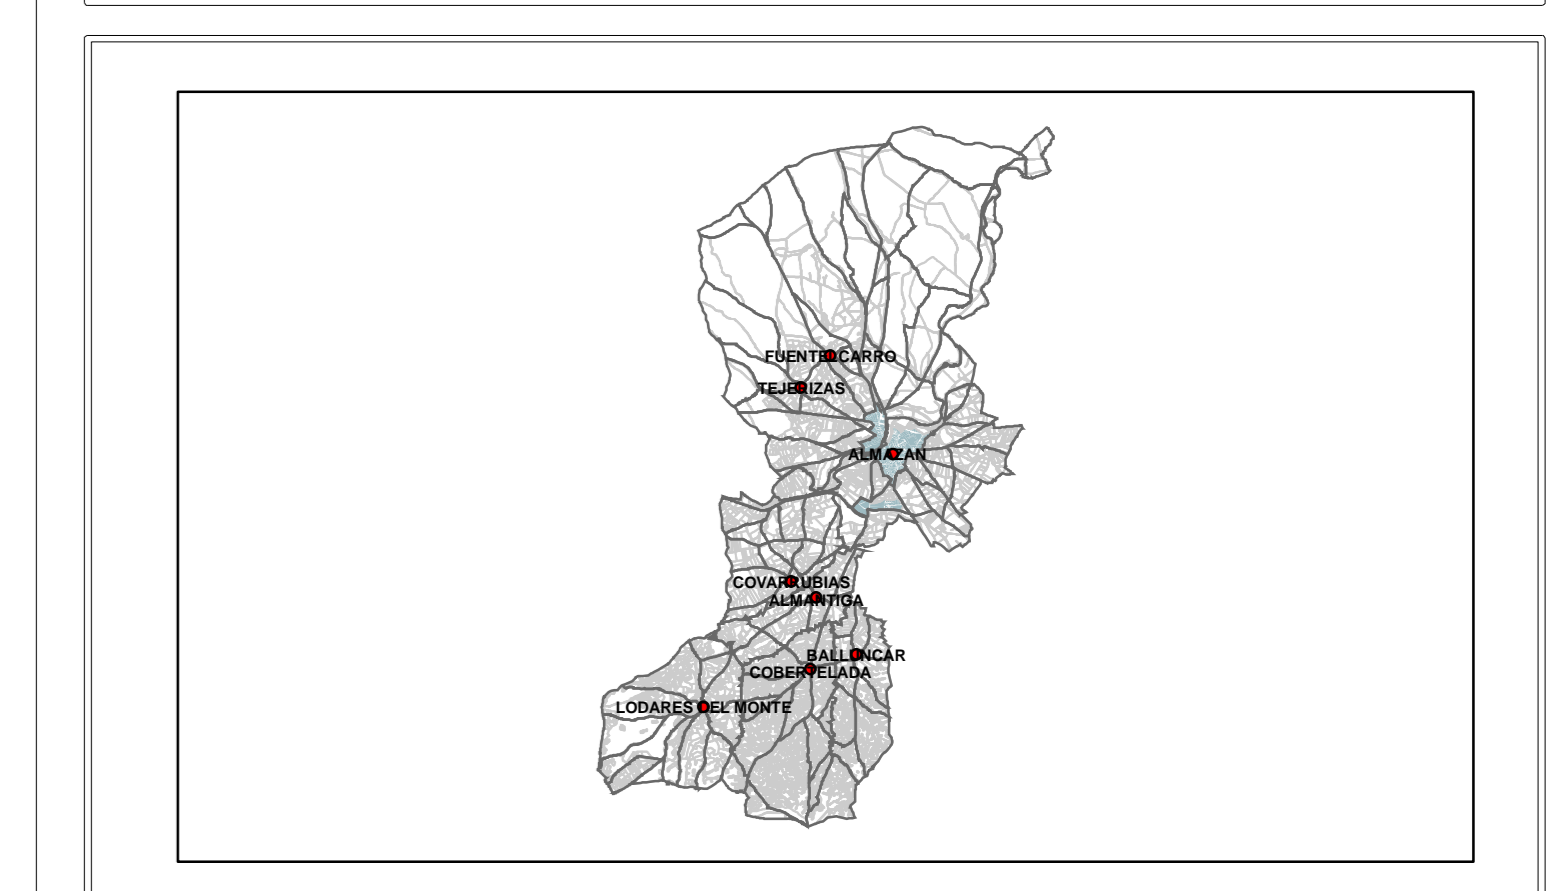 FUENTELCARRO
TEJERIZAS
ALMAZAN
COVARRUBIAS
ALMANTIGA
BALLUNCAR
COBERTELADA
LODARES DEL MONTE